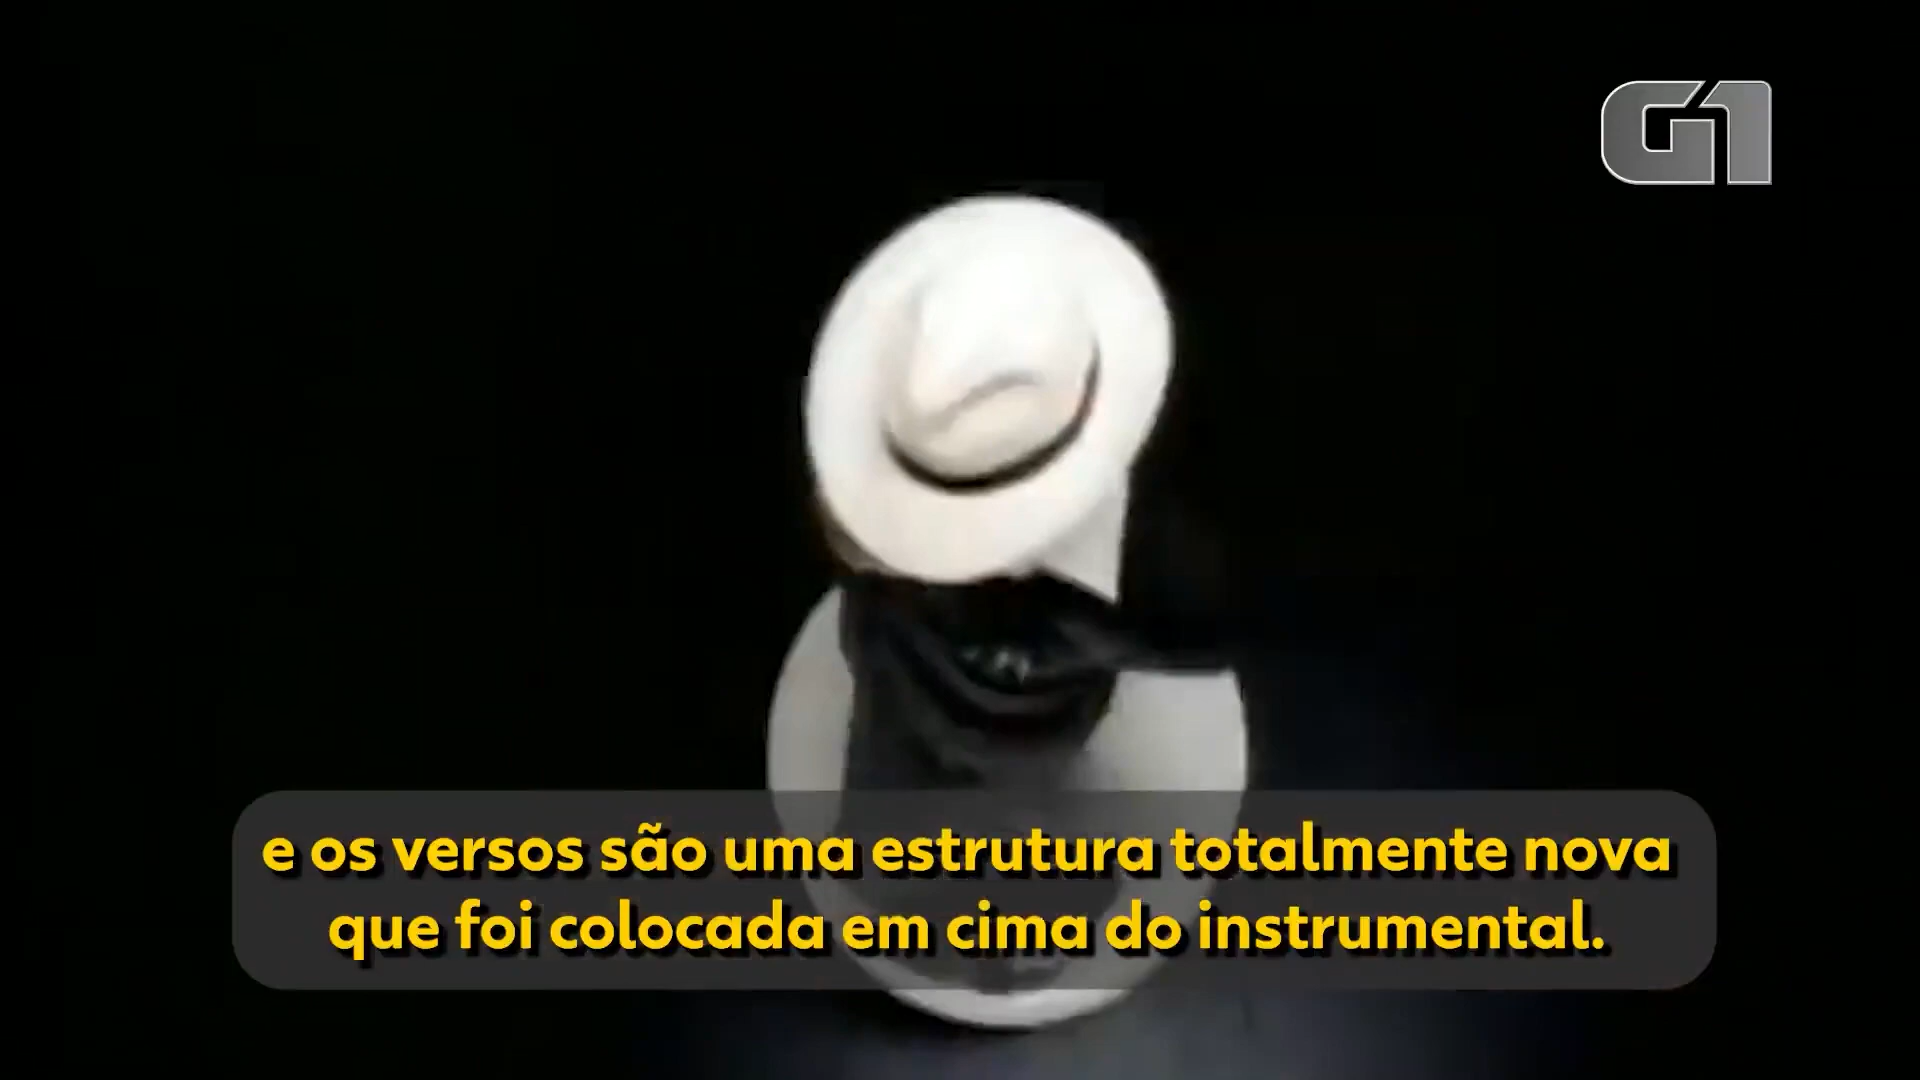 G1
e os versos são uma estrutura totalmente nova
que foi colocada em cima do instrumental.